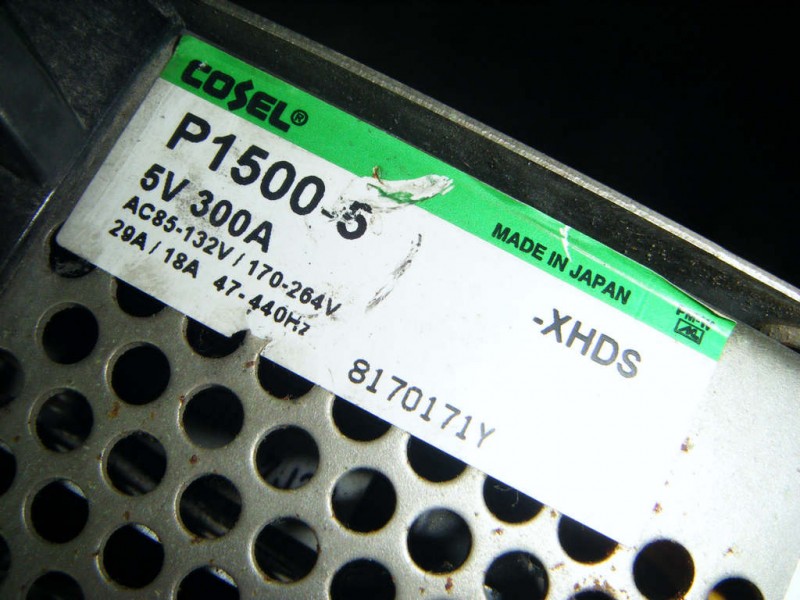 COSEL®
P1500-5
5V 300A
AC85-132V / 170-264V
29A / 18A 47-440Hz
MADE IN JAPAN
-XHDS
8170171Y